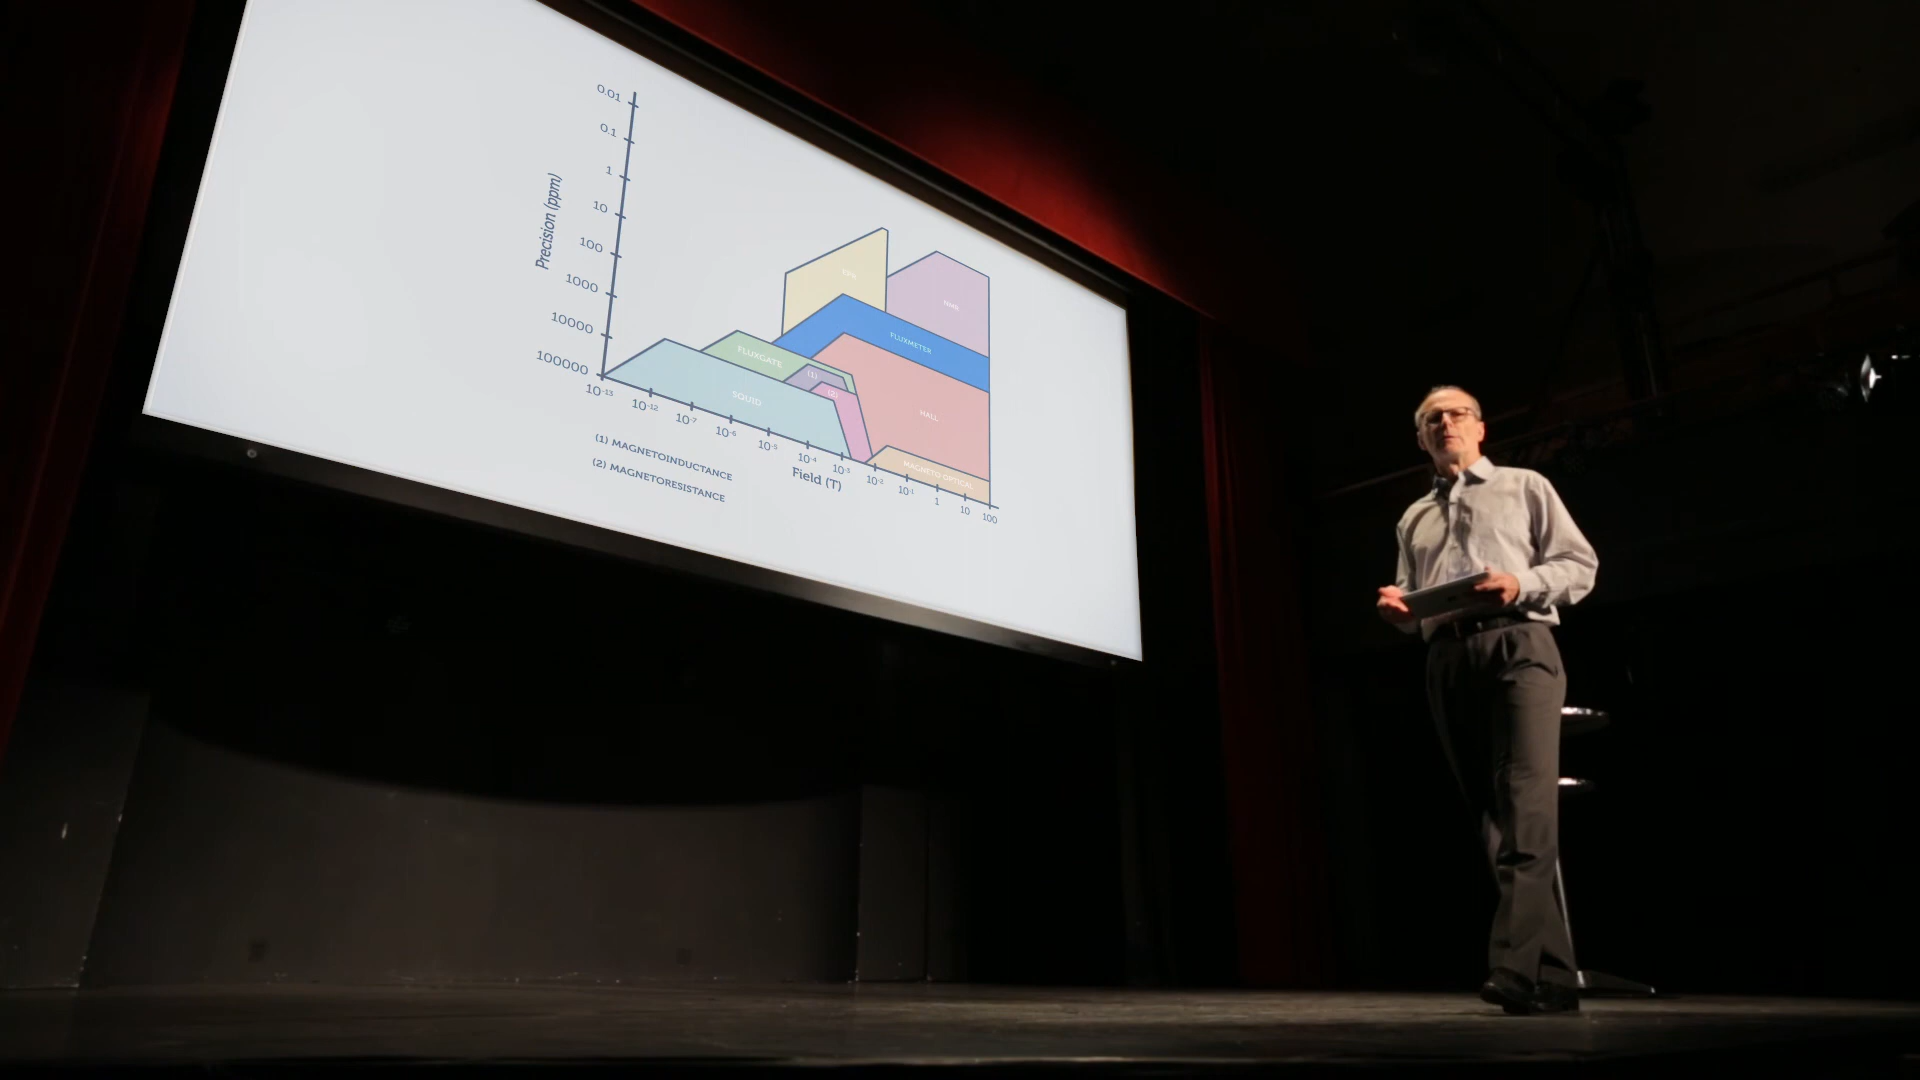 0.01
0.1
1
10
100
1000
10000
100000
Precision (ppm)
10⁻¹³
10⁻¹²
10⁻⁷
10⁻⁶
10⁻⁵
10⁻⁴
10⁻³
10⁻²
10⁻¹
1
10
100
Field (T)
FLUXMETER
FLUXGATE
(1)
(2)
SQUID
HALL
MAGNETO OPTICAL
(1) MAGNETOINDUCTANCE
(2) MAGNETORESISTANCE